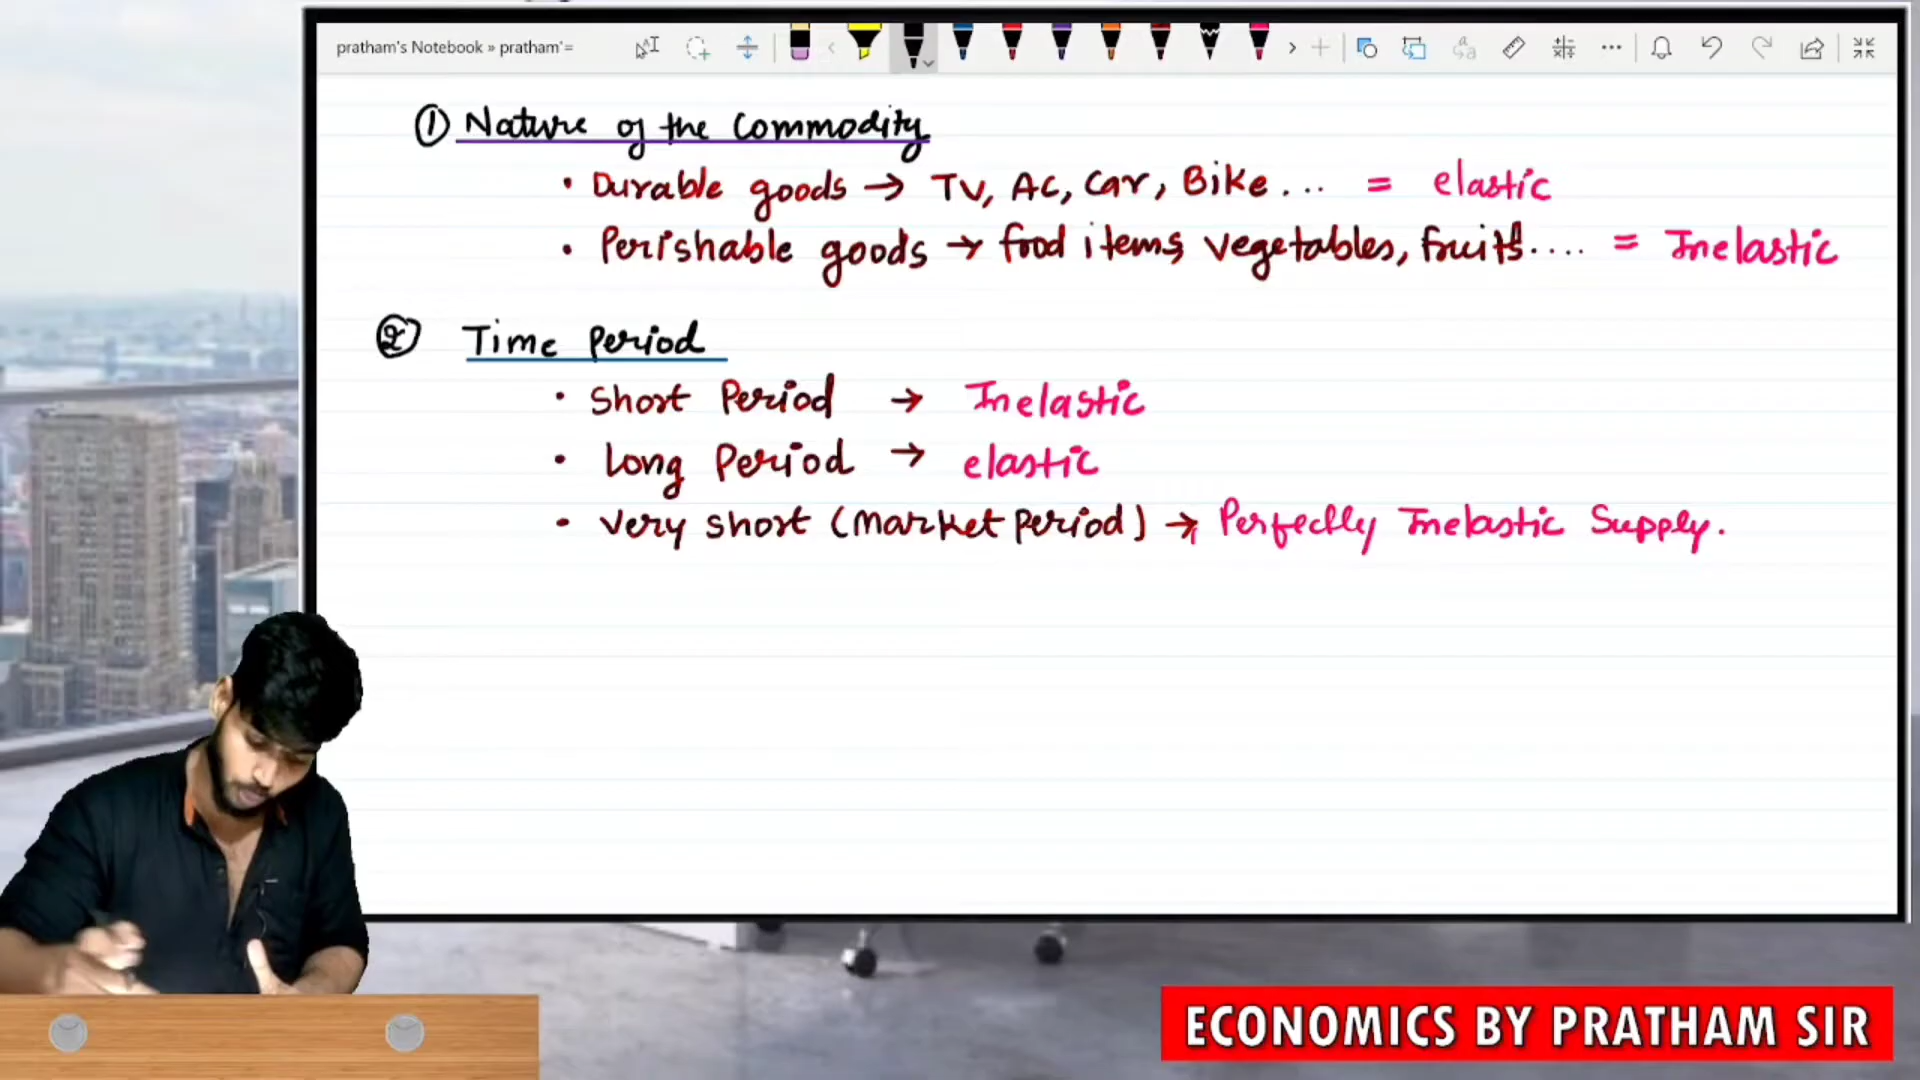 pratham's Notebook » pratham'=
① Nature of the Commodity
• Durable goods → TV, AC, Car, Bike ... = elastic
• Perishable goods → food items, vegetables, fruits.... = Inelastic
② Time Period
• Short Period → Inelastic
• Long Period → elastic
• Very short (Market Period) → Perfectly Inelastic Supply.
ECONOMICS BY PRATHAM SIR